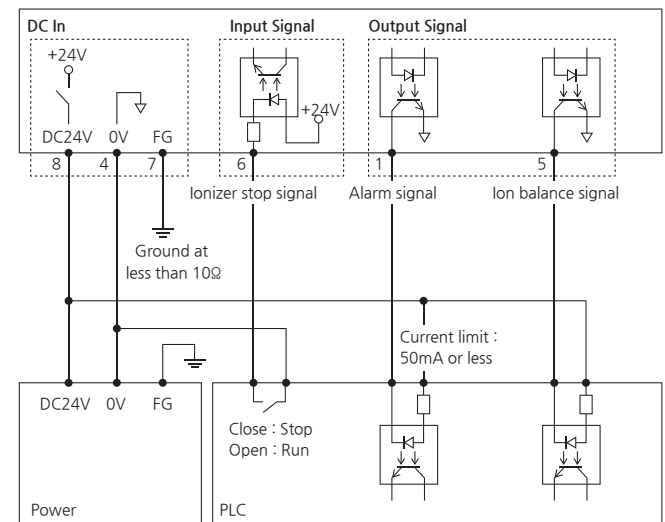 DC In
Input Signal
Output Signal
+24V
+24V
DC24V 0V FG
8 4 7 6 1 5
Ionizer stop signal
Alarm signal
Ion balance signal
Ground at
less than 10Ω
Current limit :
50mA or less
DC24V 0V FG
Close : Stop
Open : Run
Power
PLC